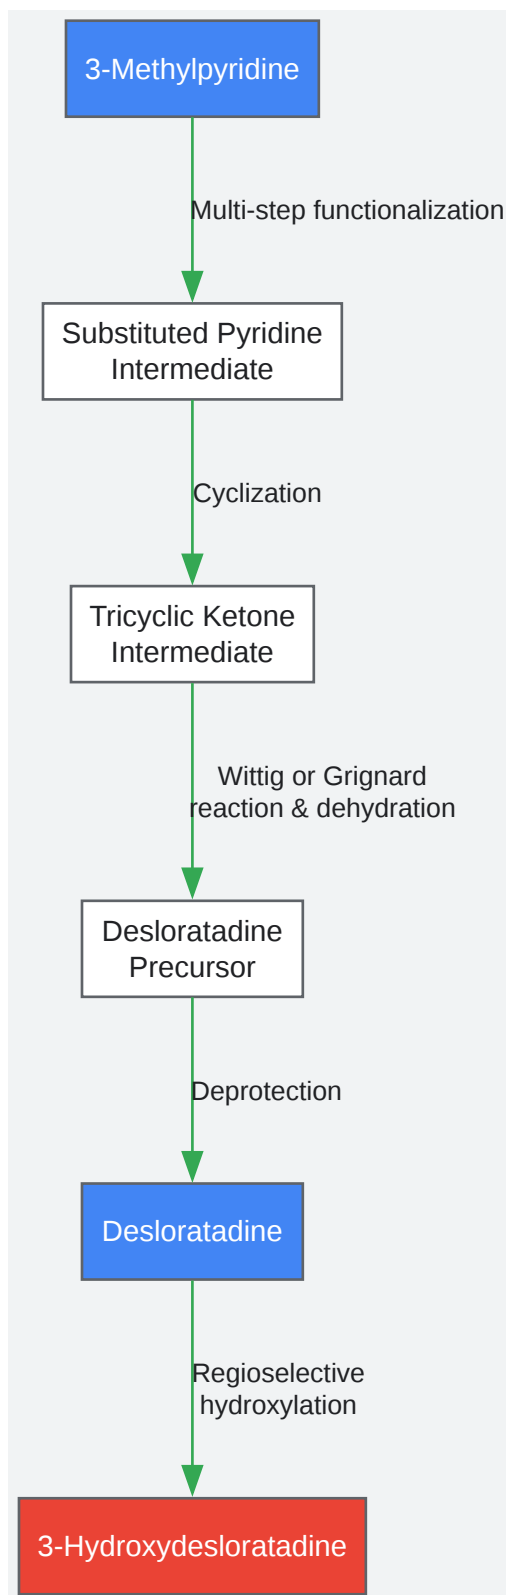 3-Methylpyridine
Multi-step functionalization
Substituted Pyridine
Intermediate
Cyclization
Tricyclic Ketone
Intermediate
Wittig or Grignard
reaction & dehydration
Desloratadine
Precursor
Deprotection
Desloratadine
Regioselective
hydroxylation
3-Hydroxydesloratadine